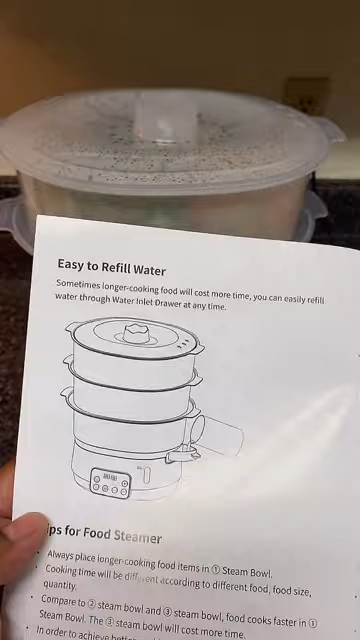 Easy to Refill Water
Sometimes longer-cooking food will cost more time, you can easily refill
water through Water Inlet Drawer at any time.
ips for Food Steamer
• Always place longer-cooking food items in ① Steam Bowl.
• Cooking time will be different according to different food, food size,
quantity.
• Compare to ② steam bowl and ③ steam bowl, food cooks faster in ①
Steam Bowl. The ③ steam bowl will cost more time.
• In order to achieve